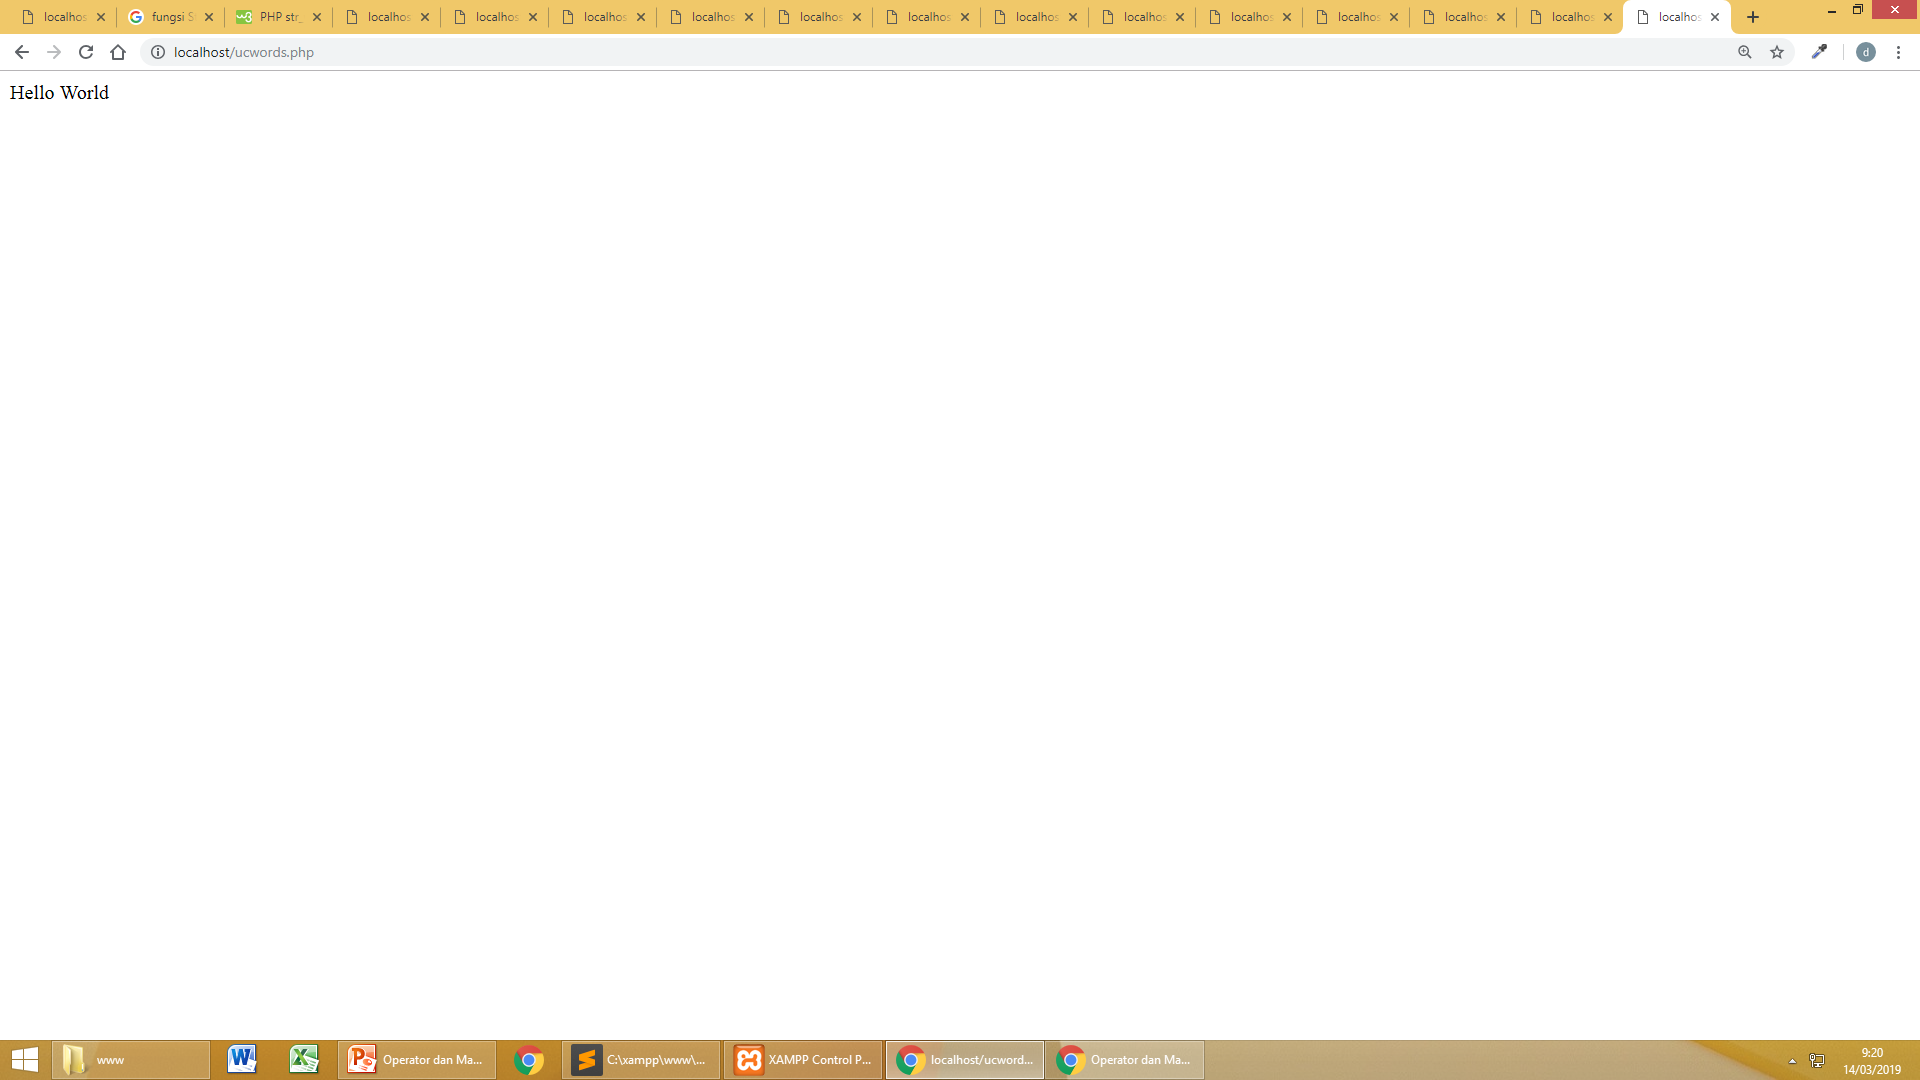 localhos
fungsi S
PHP str_
localhos
localhos
localhos
localhos
localhos
localhos
localhos
localhos
localhos
localhos
localhos
localhos
localhos
localhost/ucwords.php
d
Hello World
www
Operator dan Ma...
C:\xampp\www\...
XAMPP Control P...
localhost/ucword...
Operator dan Ma...
9:20
14/03/2019